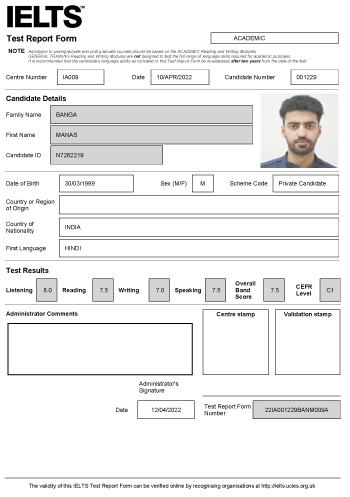 IELTS™
Test Report Form
ACADEMIC
NOTE Admission to undergraduate and post graduate courses should be based on the ACADEMIC Reading and Writing Modules.
GENERAL TRAINING Reading and Writing Modules are not designed to test the full range of language skills required for academic purposes.
It is recommended that the candidate's language ability as indicated in this Test Report Form be re-assessed after two years from the date of the test.
Centre Number IA009 Date 10/APR/2022 Candidate Number 001229
Candidate Details
Family Name BANGA
First Name MANAS
Candidate ID N7262219
Date of Birth 30/03/1999 Sex (M/F) M Scheme Code Private Candidate
Country or Region
of Origin
Country of
Nationality INDIA
First Language HINDI
Test Results
Listening 8.0 Reading 7.5 Writing 7.0 Speaking 7.5 Overall Band Score 7.5 CEFR Level C1
Administrator Comments
Centre stamp
Validation stamp
Administrator's
Signature
Date 12/04/2022 Test Report Form Number 22IA001229BANM009A
The validity of this IELTS Test Report Form can be verified online by recognising organisations at http://ielts.ucles.org.uk